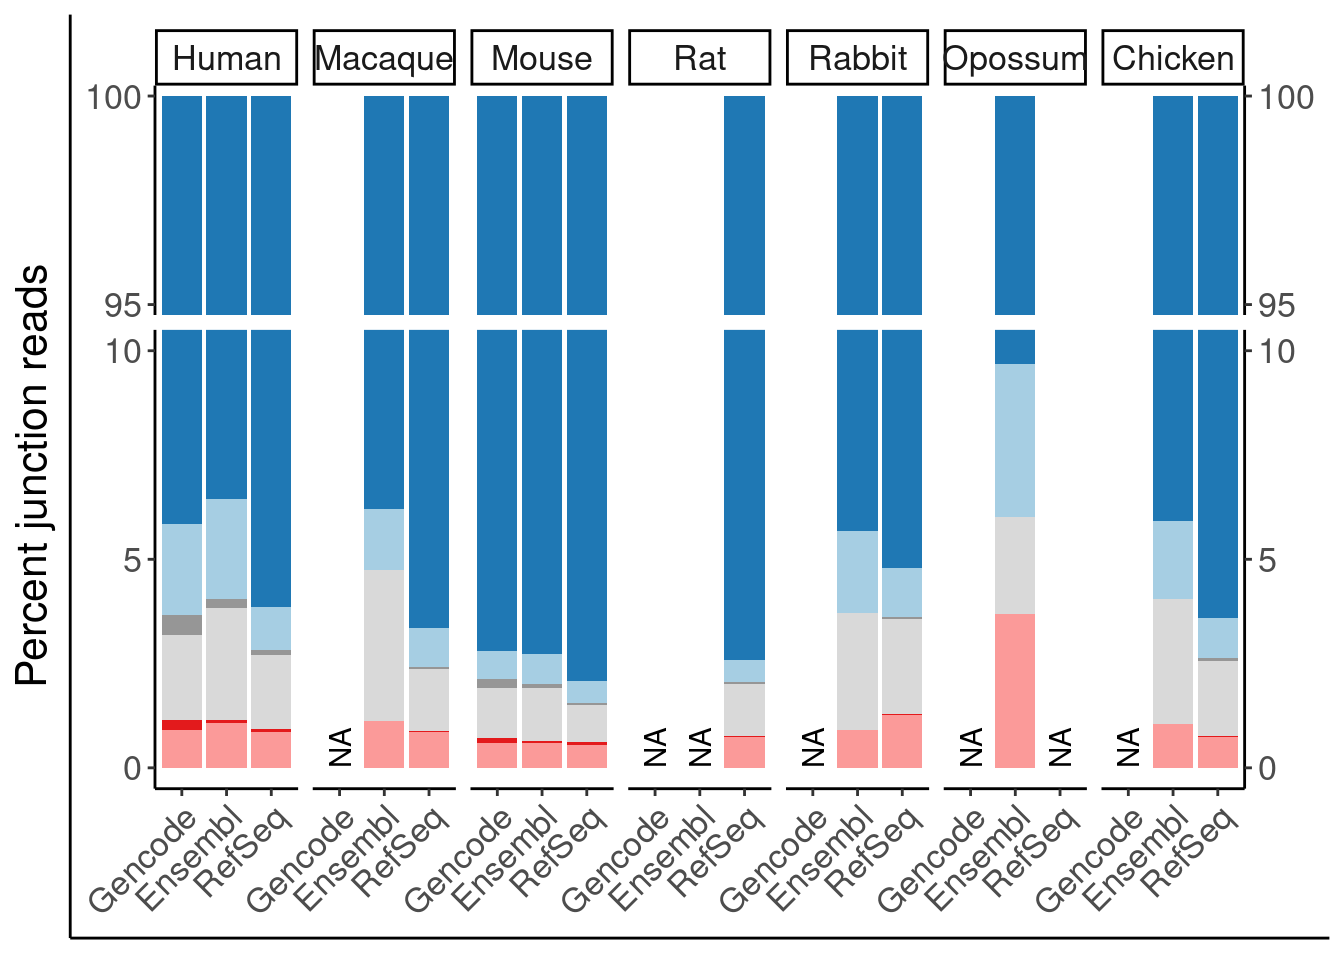 Human Macaque Mouse Rat Rabbit Opossum Chicken
100 100
95 95
10 10
5 5
0 NA NA NA NA NA NA NA 0
Gencode Ensembl RefSeq Gencode Ensembl RefSeq Gencode Ensembl RefSeq Gencode Ensembl RefSeq Gencode Ensembl RefSeq Gencode Ensembl RefSeq Gencode Ensembl RefSeq
Percent junction reads